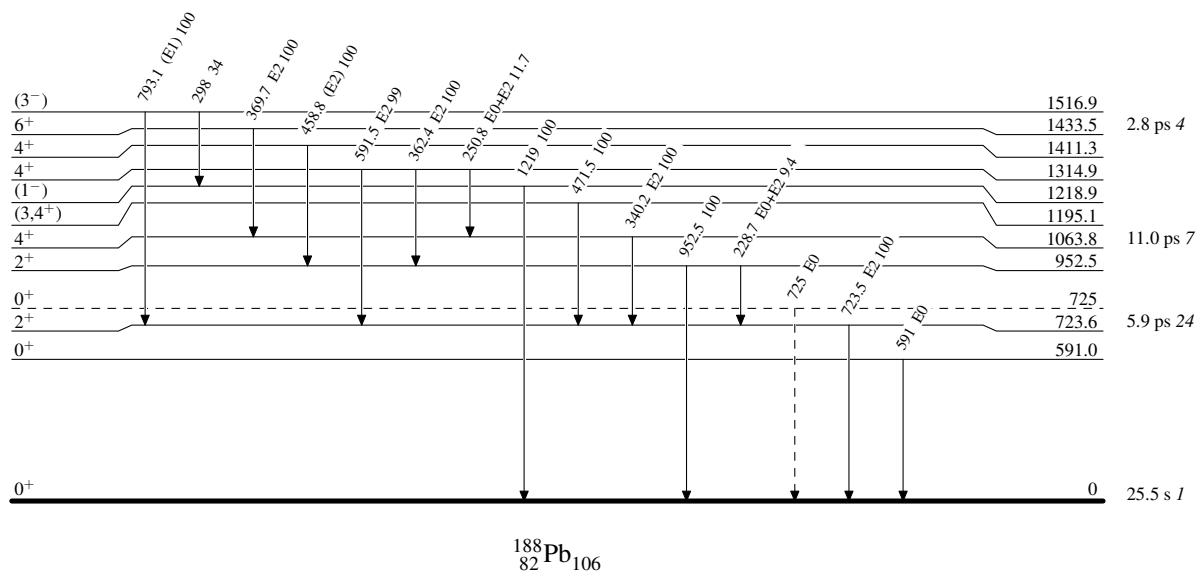 793.1 (E1) 100
298 34
369.7 E2 100
458.8 (E2) 100
591.5 E2 99
362.4 E2 100
250.8 E0+E2 11.7
1219 100
471.5 100
340.2 E2 100
952.5 100
228.7 E0+E2 9.4
725 E0
723.5 E2 100
591 E0
(3−) 1516.9
6+ 1433.5 2.8 ps 4
4+ 1411.3
4+ 1314.9
(1−) 1218.9
(3,4+) 1195.1
4+ 1063.8 11.0 ps 7
2+ 952.5
0+ 725
2+ 723.6 5.9 ps 24
0+ 591.0
0+ 0 25.5 s 1
188 82 Pb 106